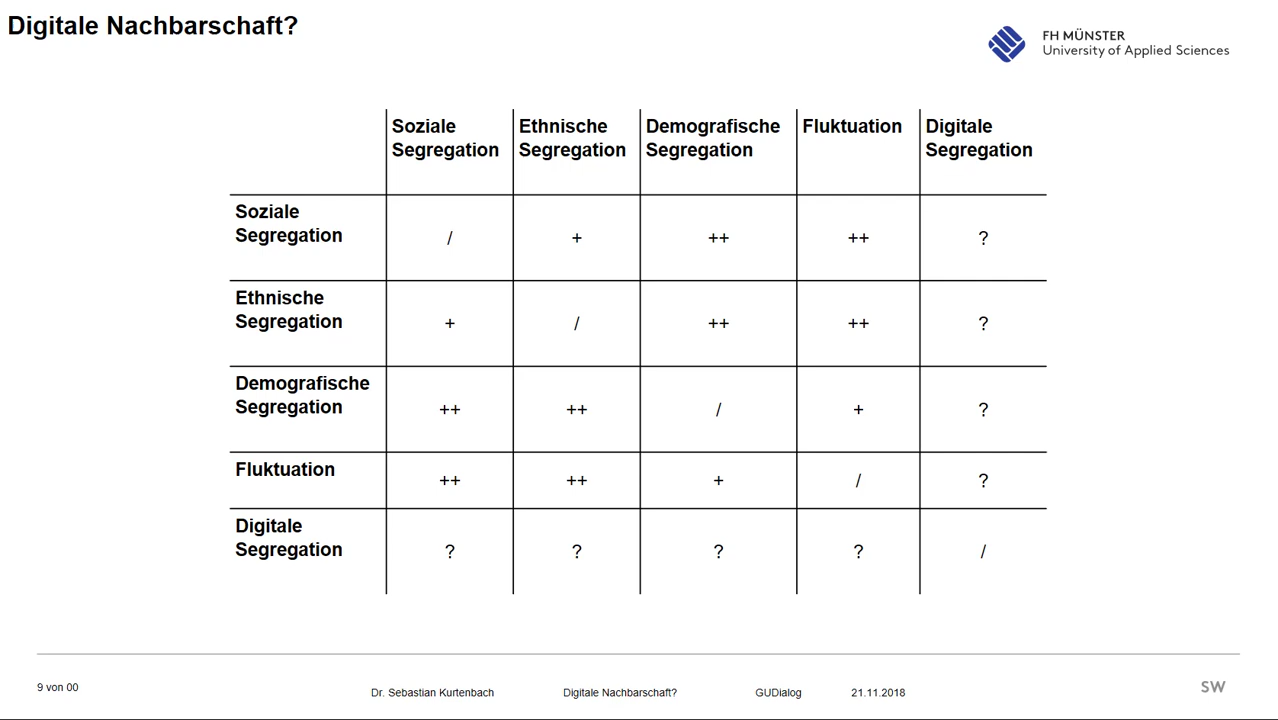 Digitale Nachbarschaft?
FH MÜNSTER
University of Applied Sciences
Soziale Segregation Ethnische Segregation Demografische Segregation Fluktuation Digitale Segregation
Soziale Segregation / + ++ ++ ?
Ethnische Segregation + / ++ ++ ?
Demografische Segregation ++ ++ / + ?
Fluktuation ++ ++ + / ?
Digitale Segregation ? ? ? ? /
9 von 00 Dr. Sebastian Kurtenbach Digitale Nachbarschaft? GUDialog 21.11.2018 SW